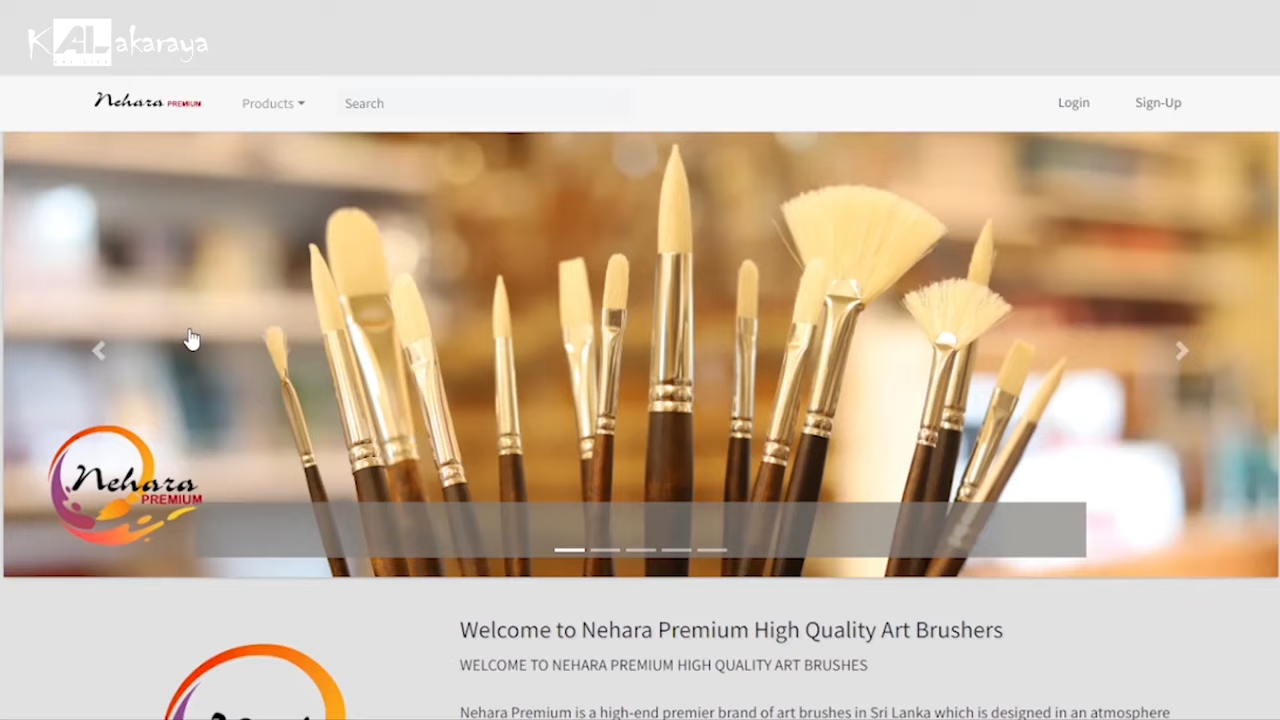 KALakaraya
Nehara PREMIUM
Products
Search
Login
Sign-Up
Nehara
PREMIUM
Welcome to Nehara Premium High Quality Art Brushers
WELCOME TO NEHARA PREMIUM HIGH QUALITY ART BRUSHES
Nehara Premium is a high-end premier brand of art brushes in Sri Lanka which is designed in an atmosphere